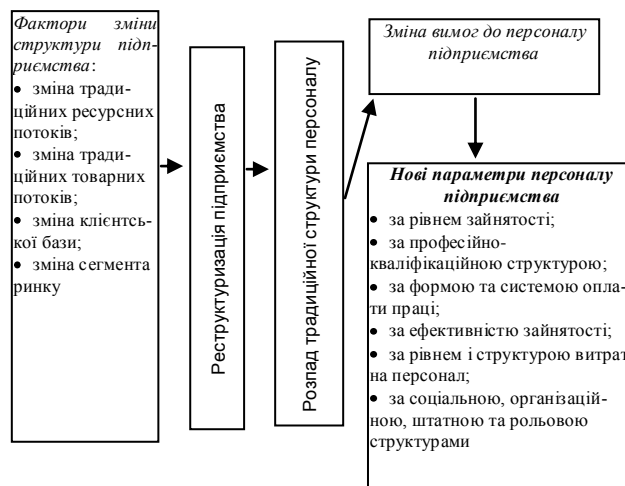 Фактори зміни
структури підп-
риємства:
• зміна тради-
ційних ресурсних
потоків;
• зміна тради-
ційних товарних
потоків;
• зміна клієнтсь-
кої бази;
• зміна сегмента
ринку
Реструктуризація підприємства
Розпад традиційної структури персоналу
Зміна вимог до персоналу
підприємства
Нові параметри персоналу
підприємства
• за рівнем зайнятості;
• за професійно-
кваліфікаційною структурою;
• за формою та системою опла-
ти праці;
• за ефективністю зайнятості;
• за рівнем і структурою витрат
на персонал;
• за соціальною, організацій-
ною, штатною та рольовою
структурами